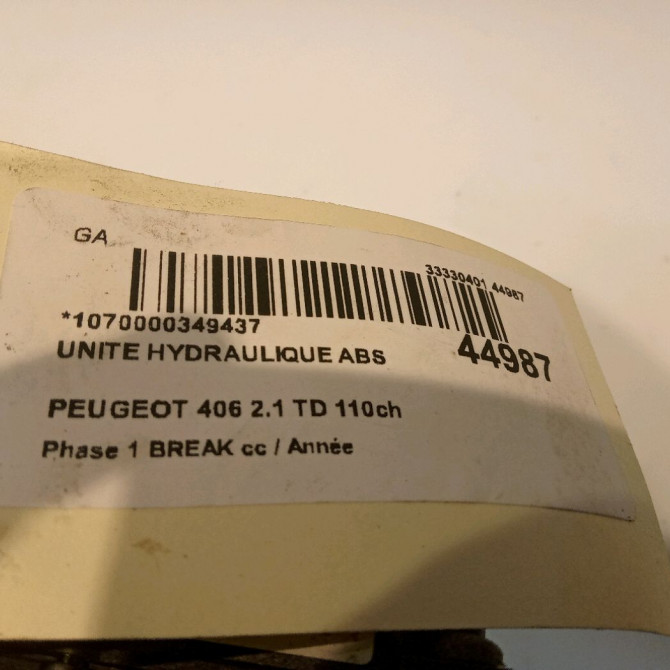 GA
33330401 44987
*1070000349437
44987
UNITE HYDRAULIQUE ABS
PEUGEOT 406 2.1 TD 110ch
Phase 1 BREAK cc / Année